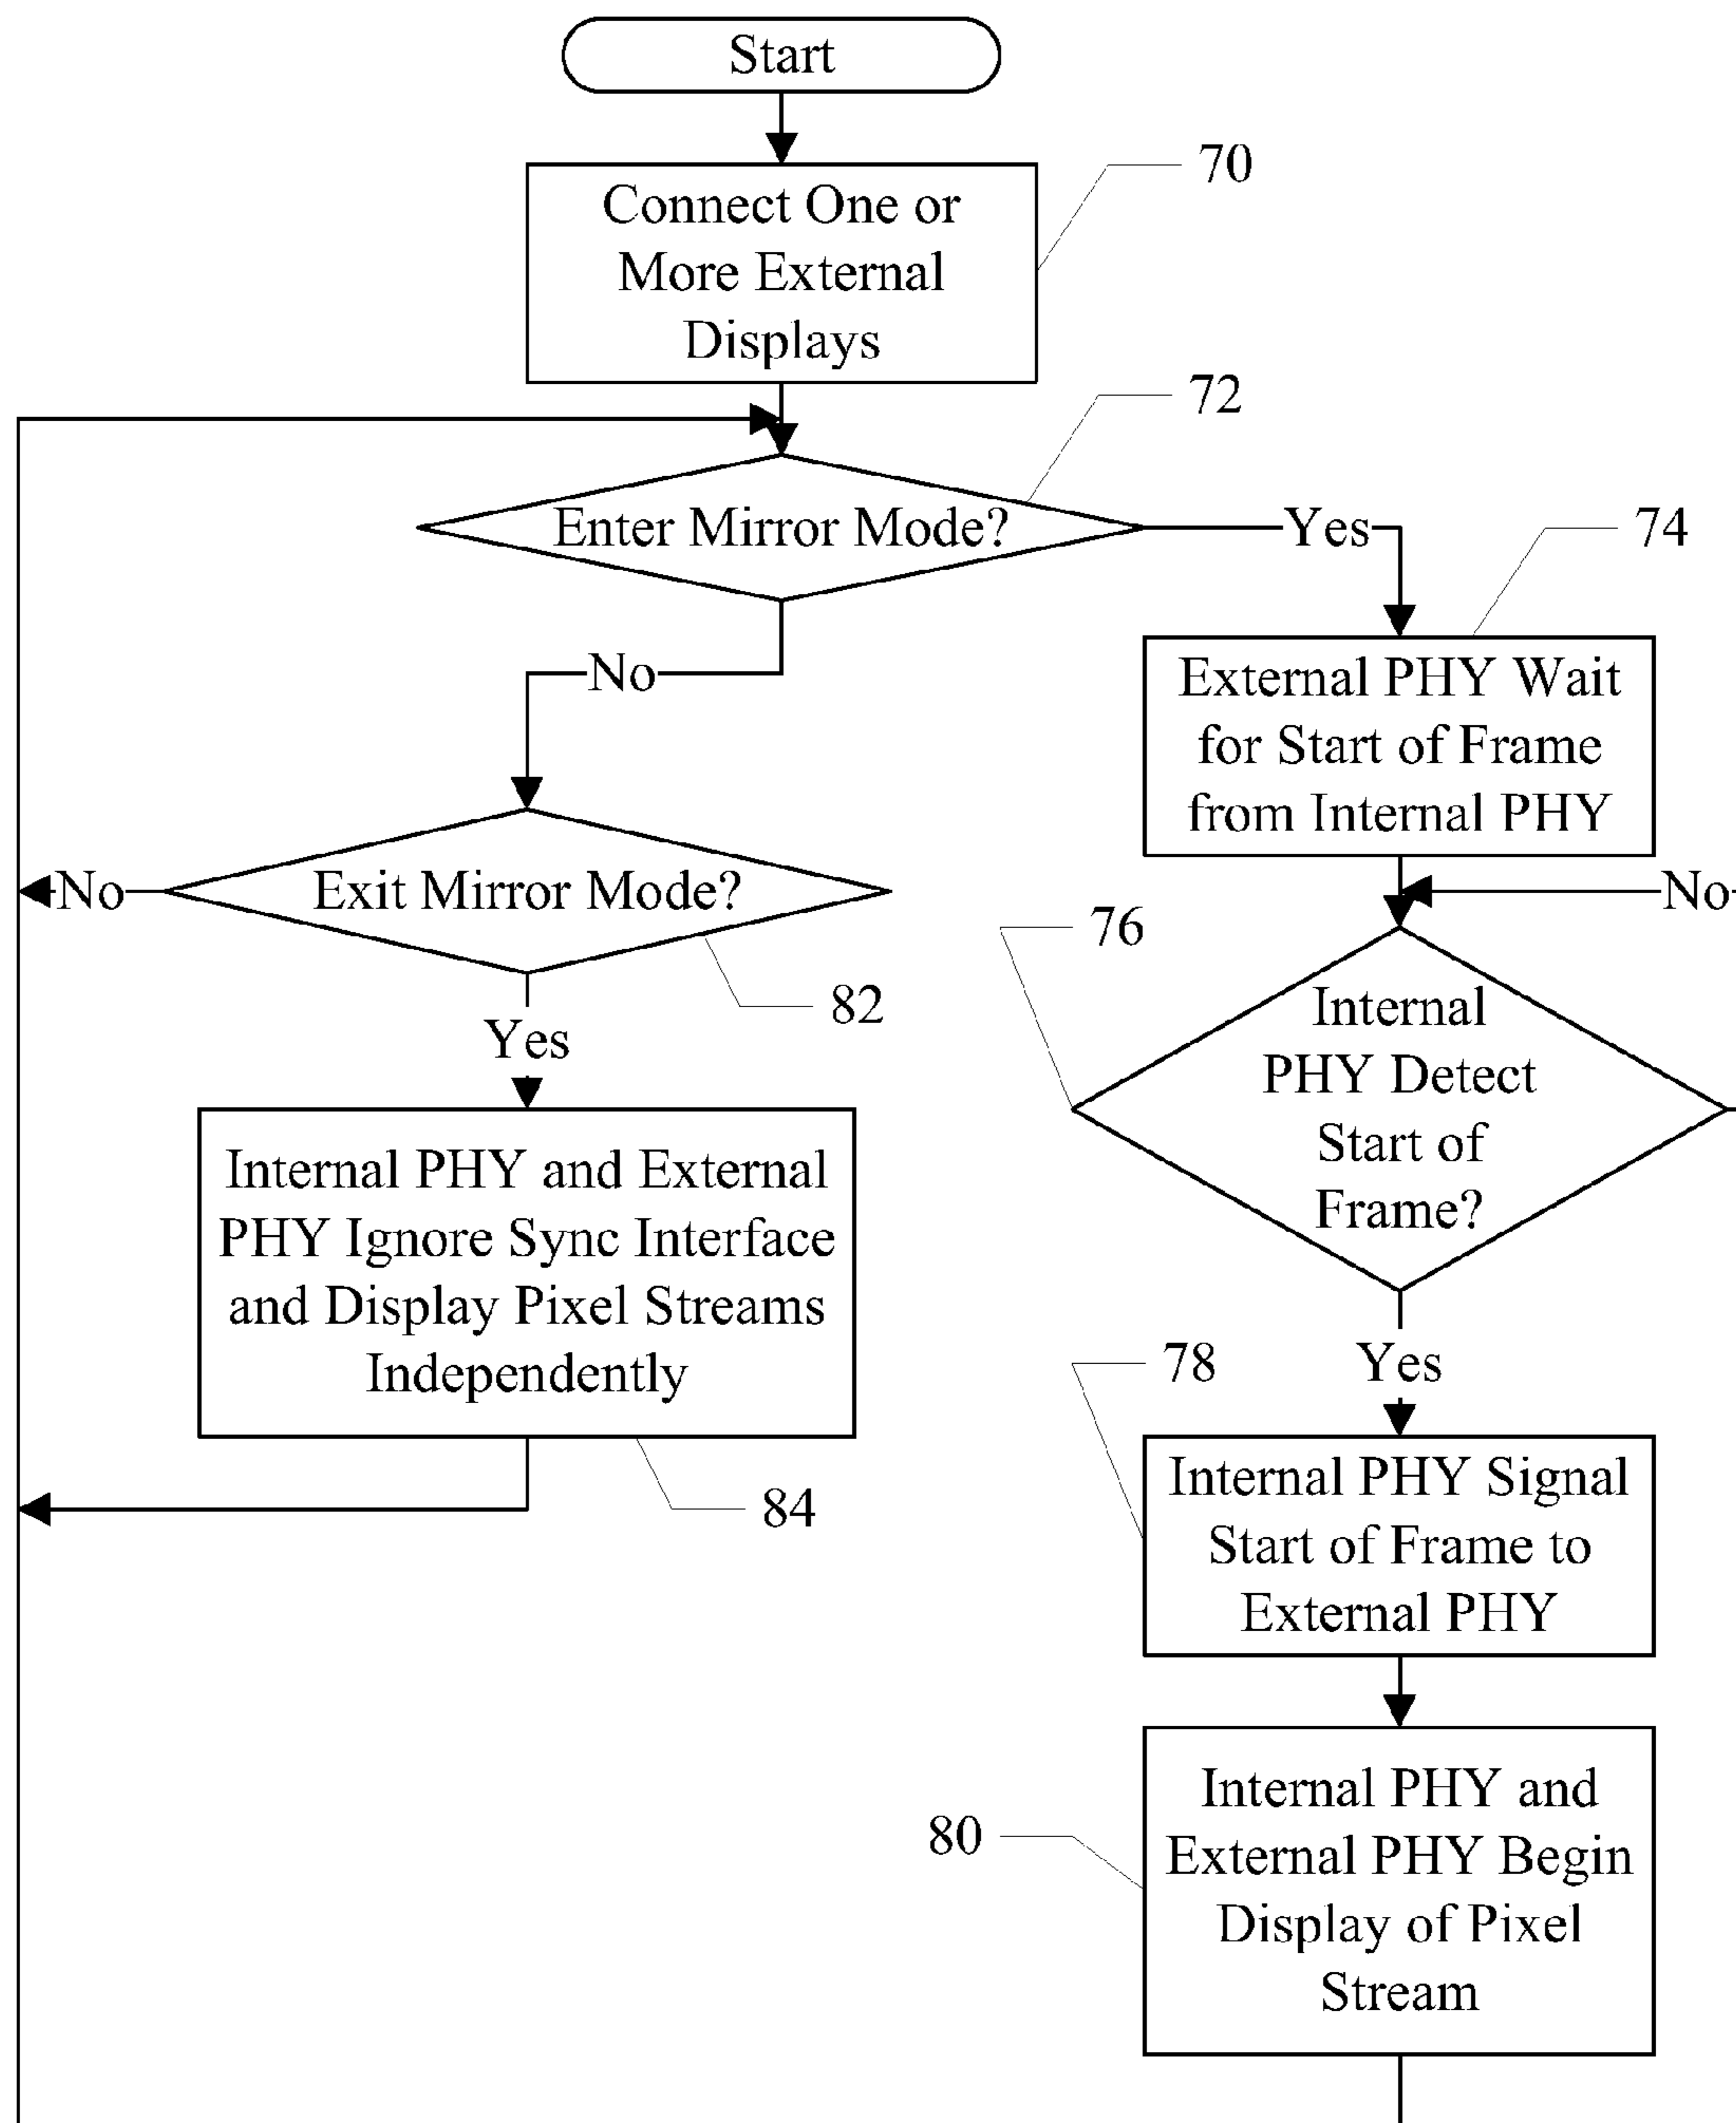 Start
70
Connect One or
More External
Displays
72
Enter Mirror Mode?
Yes
74
No
External PHY Wait
for Start of Frame
from Internal PHY
No
Exit Mirror Mode?
No
76
82
Internal
PHY Detect
Start of
Frame?
Yes
Internal PHY and External
PHY Ignore Sync Interface
and Display Pixel Streams
Independently
84
78
Yes
Internal PHY Signal
Start of Frame to
External PHY
80
Internal PHY and
External PHY Begin
Display of Pixel
Stream